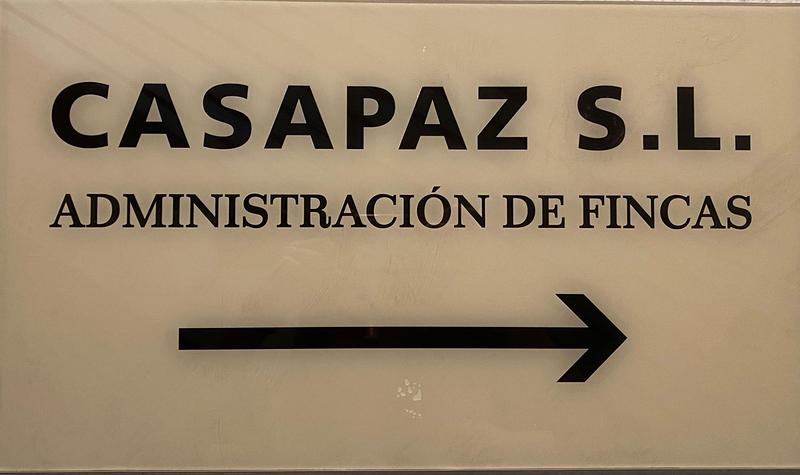 CASAPAZ S.L.
ADMINISTRACIÓN DE FINCAS